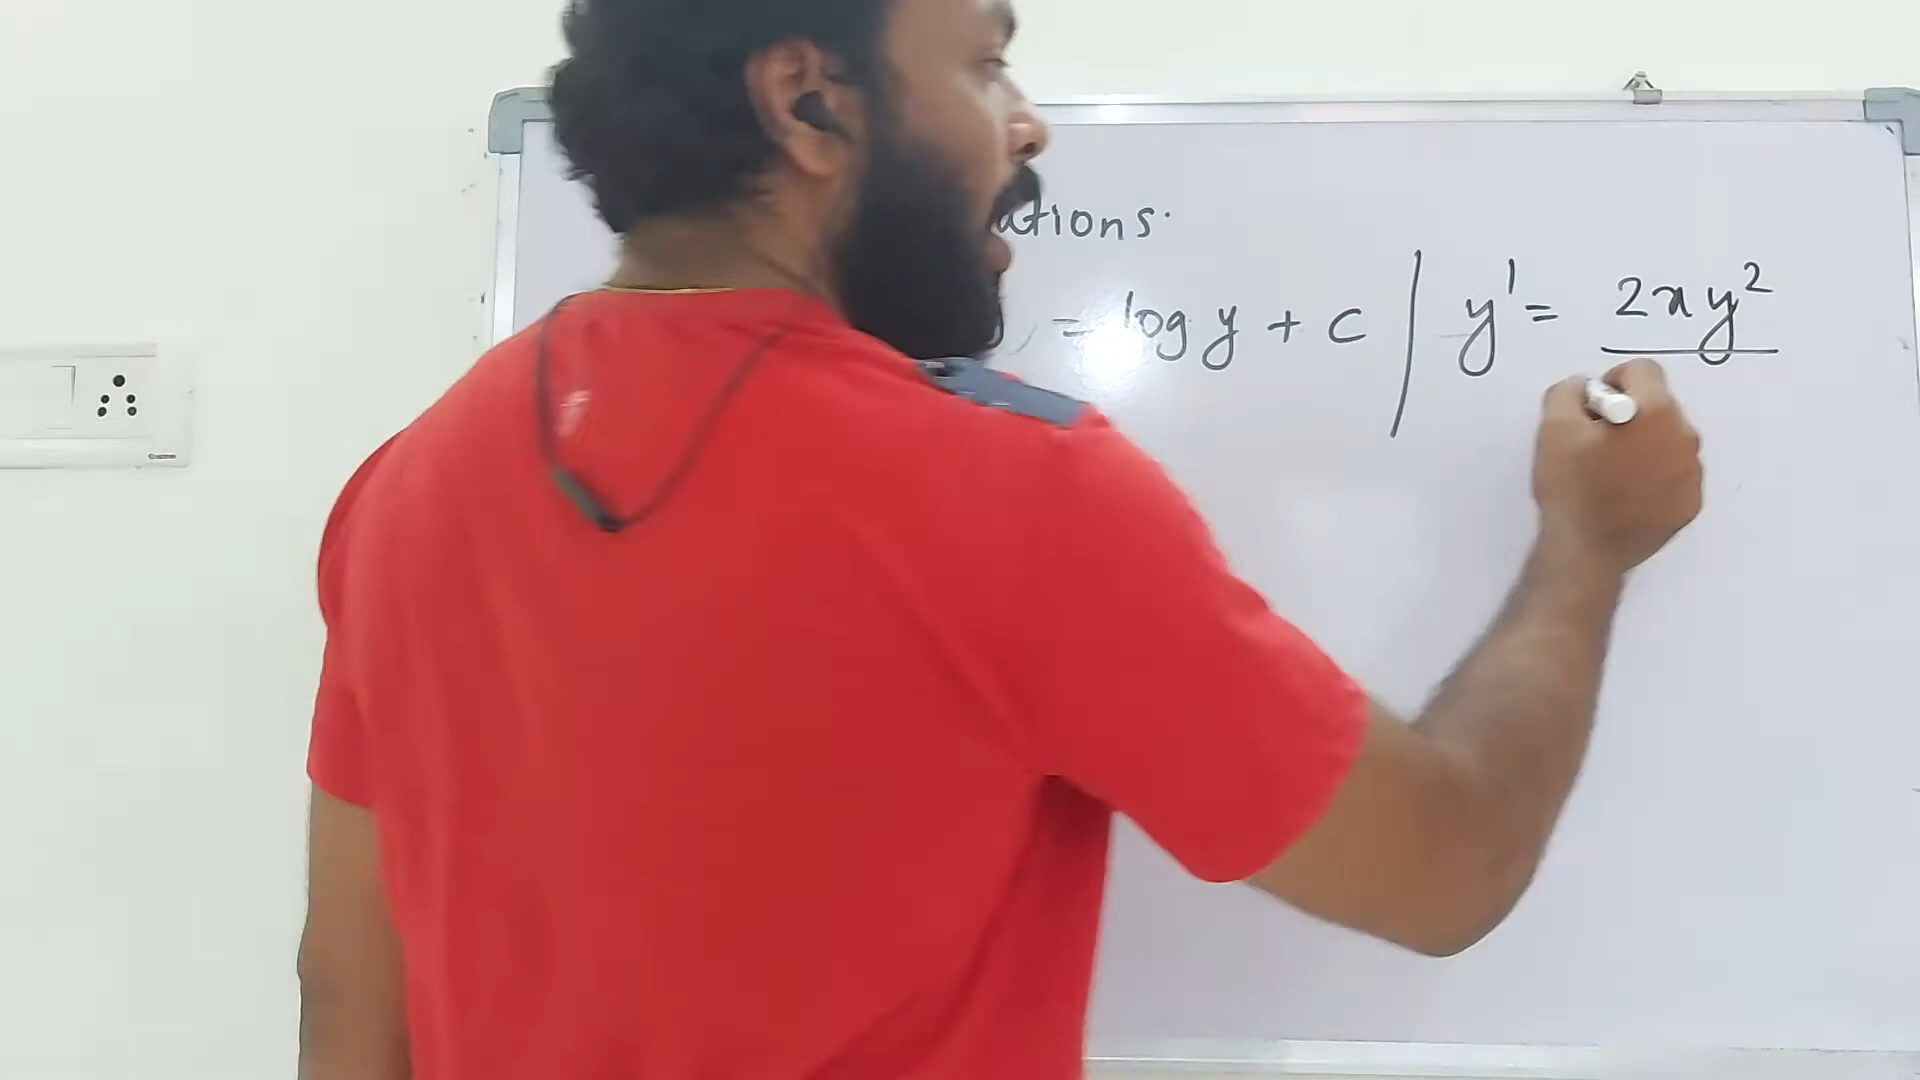 ations.
= log y + c | y' = 2xy²